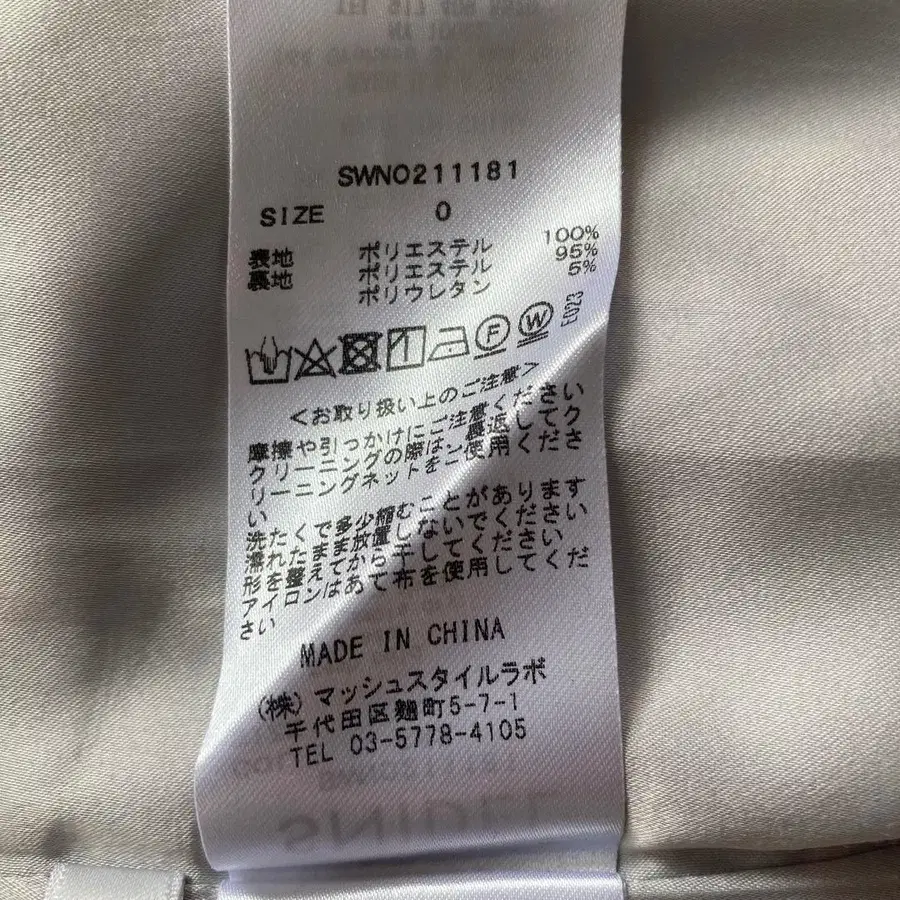 SWNO211181
SIZE 0
表地 ポリエステル 100%
裏地 ポリエステル 95%
ポリウレタン 5%
F W
E023
＜お取り扱い上のご注意＞
摩擦や引っかけにご注意ください
クリーニングの際は、裏返してク
リーニングネットをご使用くださ
い
洗たくで多少縮むことがあります
濡れたまま放置しないでください
形を整えてから干してください
アイロンはあて布を使用してくだ
さい
MADE IN CHINA
(株)マッシュスタイルラボ
千代田区麹町5-7-1
TEL 03-5778-4105
SWNO211181
SNIDEL